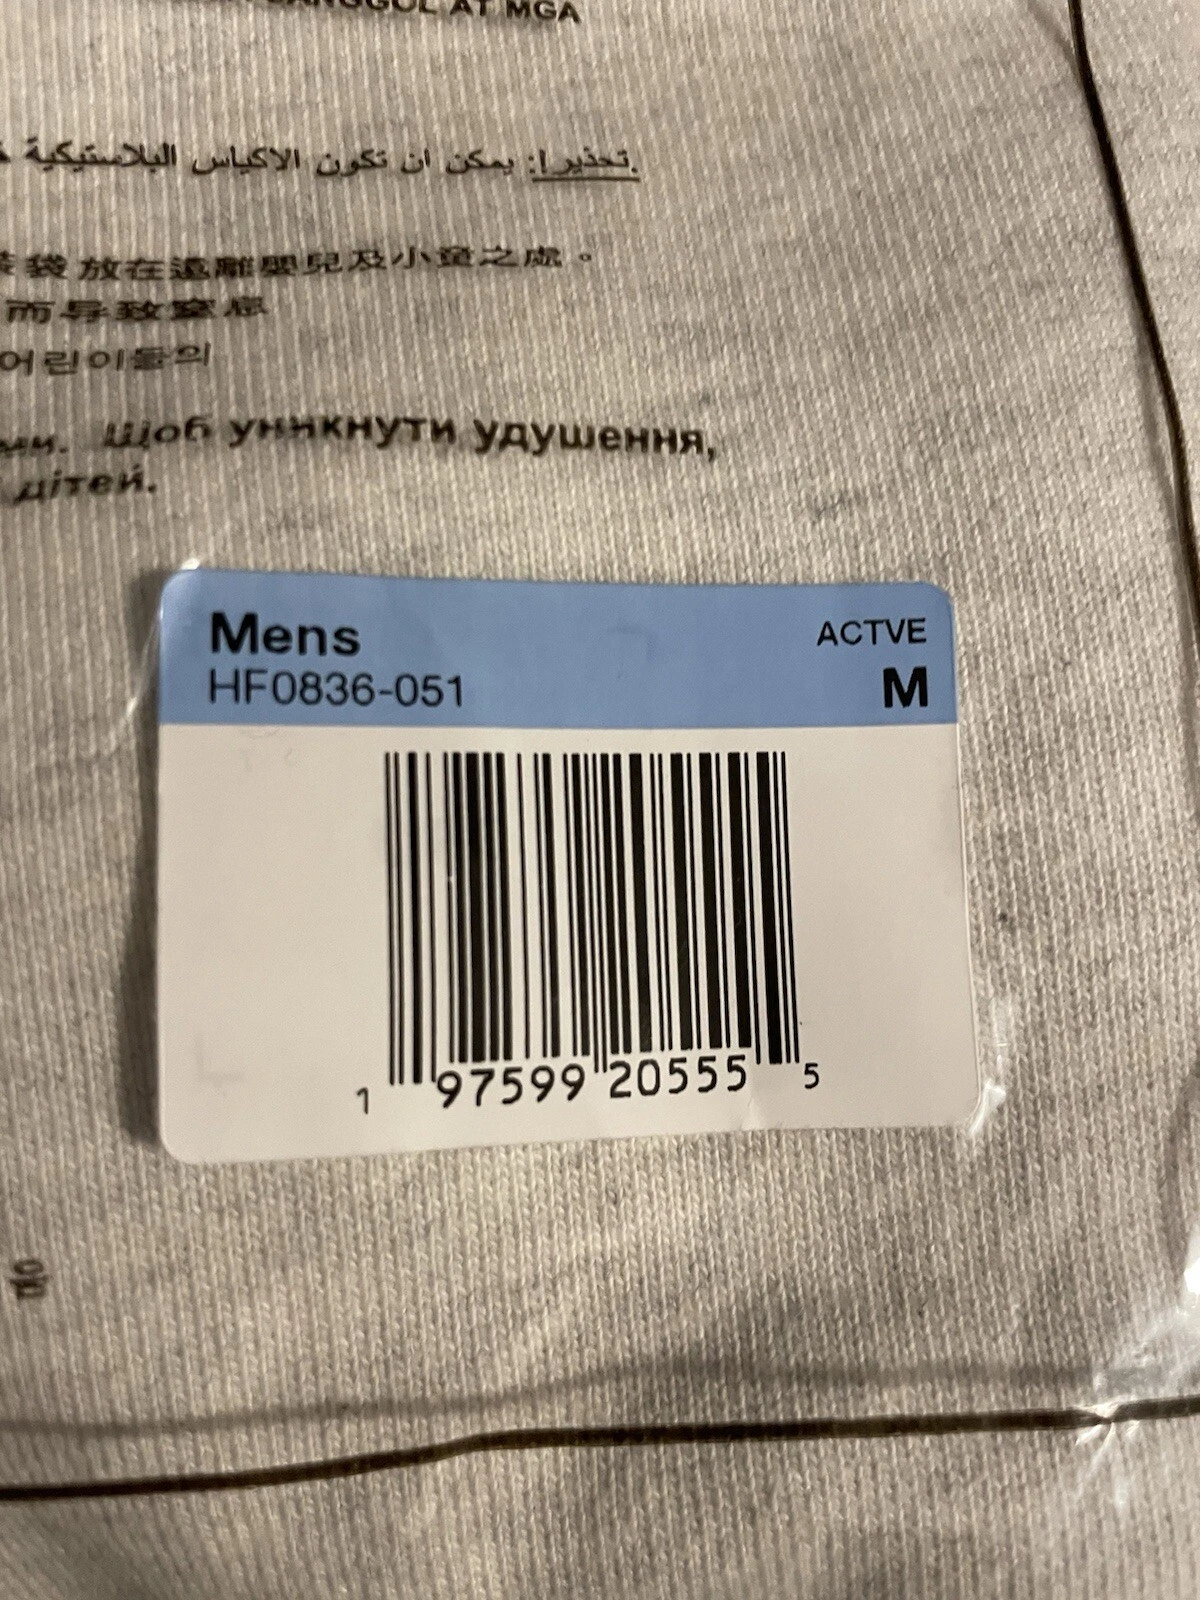 AT MGA
تحذير!: يمكن ان تكون الاكياس البلاستيكية
袋放在遠離嬰兒及小童之處。
而导致窒息
어린이들의
Щоб уникнути удушення,
дітей.
Mens
ACTVE
HF0836-051
M
1 97599 20555 5